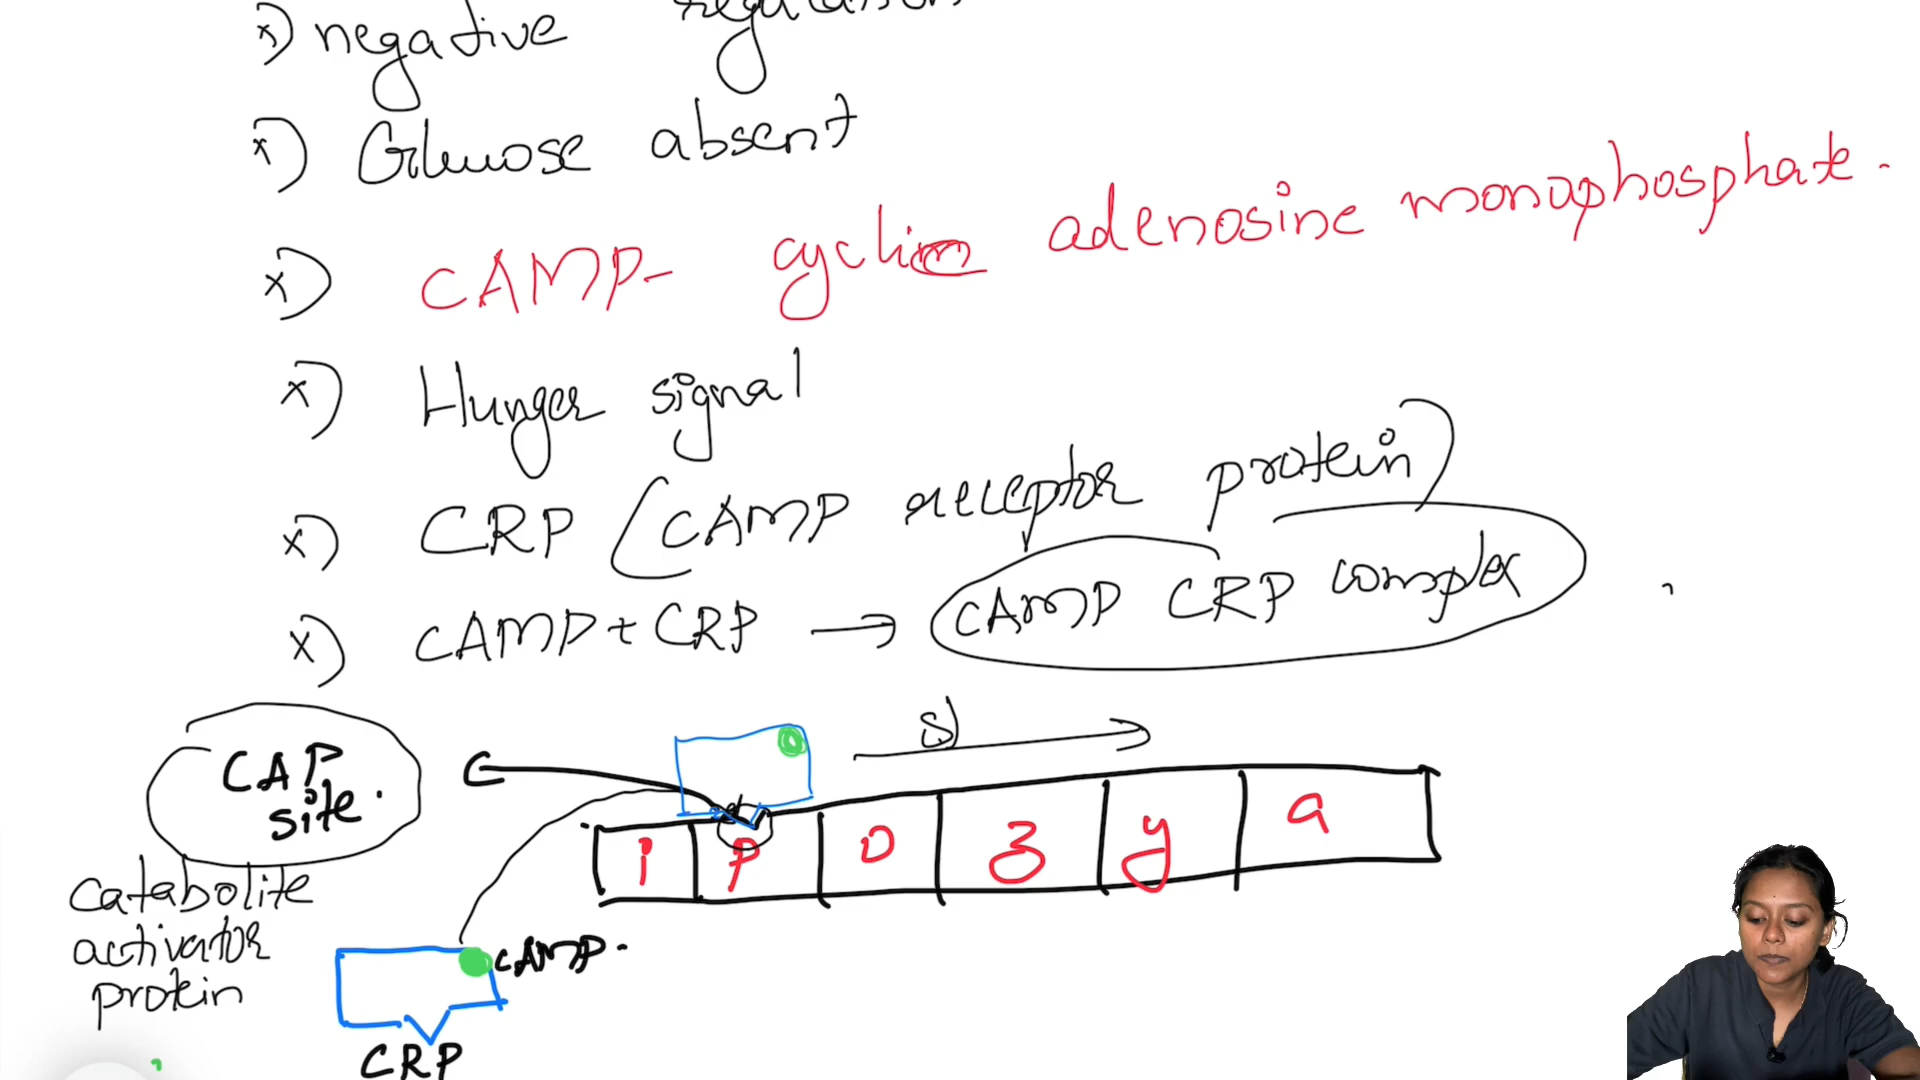 x) negative regulation
x) Glucose absent
x) CAMP- cyclic adenosine monophosphate.
x) Hunger signal
x) CRP (CAMP receptor protein)
x) CAMP + CRP → CAMP CRP complex
CAP site.
catabolite activator protein
i p o z y a
CAMP.
CRP